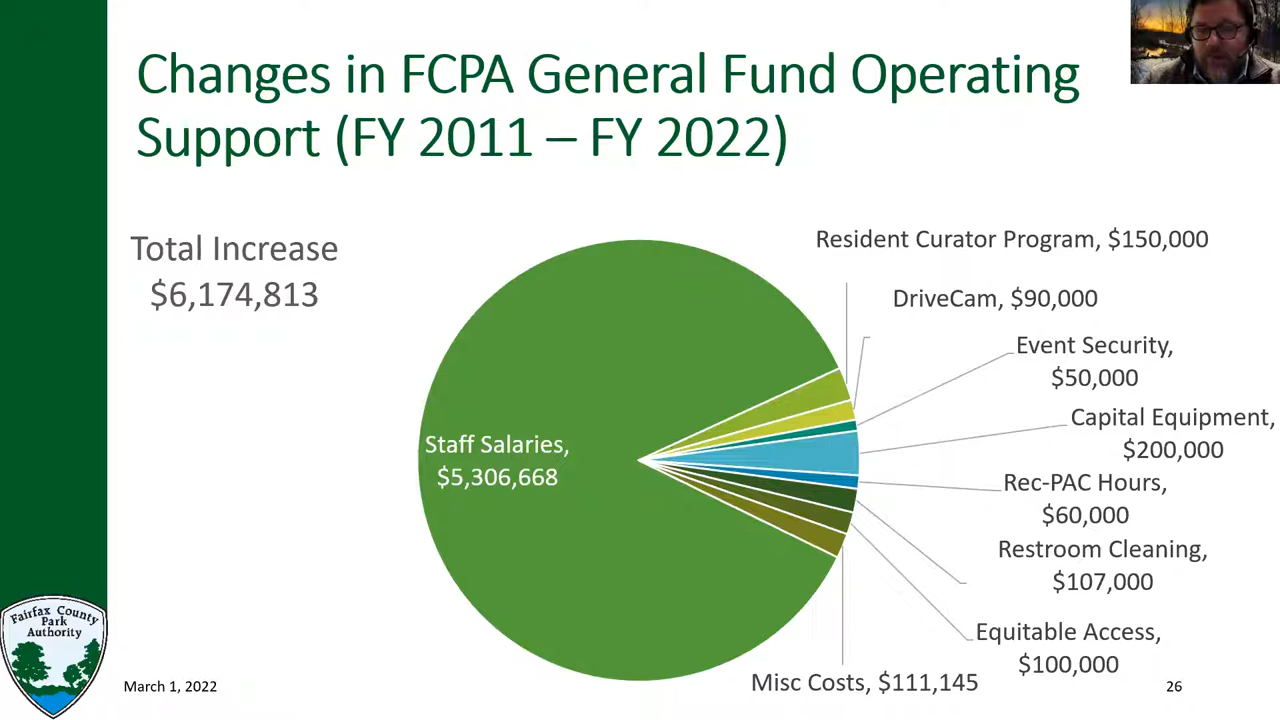 Changes in FCPA General Fund Operating
Support (FY 2011 – FY 2022)
Total Increase
$6,174,813
Resident Curator Program, $150,000
DriveCam, $90,000
Event Security,
$50,000
Capital Equipment,
$200,000
Staff Salaries,
$5,306,668
Rec-PAC Hours,
$60,000
Restroom Cleaning,
$107,000
Equitable Access,
$100,000
Misc Costs, $111,145
Fairfax County
Park
Authority
March 1, 2022
26